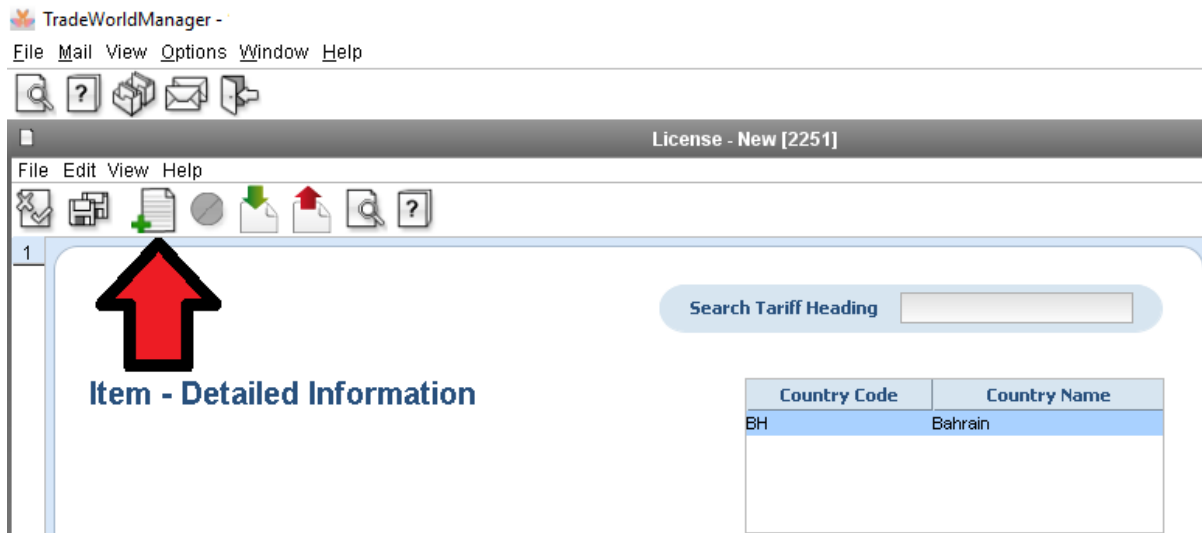 TradeWorldManager -
File Mail View Options Window Help
?
License - New [2251]
File Edit View Help
?
1
Search Tariff Heading
Item - Detailed Information
Country Code Country Name
BH Bahrain